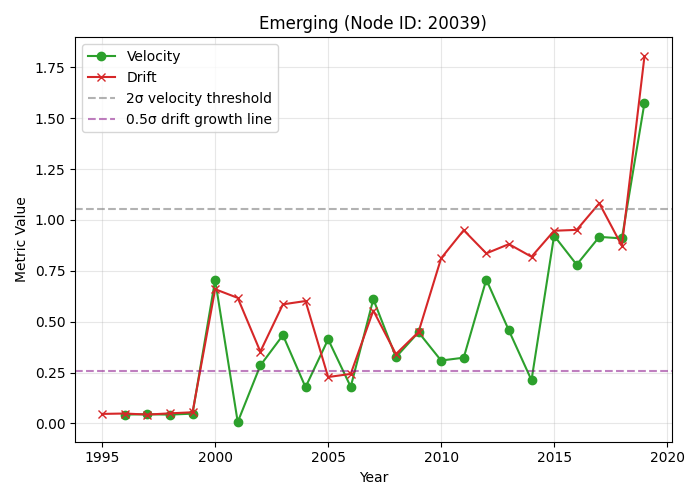 Emerging (Node ID: 20039)
Velocity
Drift
2σ velocity threshold
0.5σ drift growth line
Metric Value
1.75
1.50
1.25
1.00
0.75
0.50
0.25
0.00
1995 2000 2005 2010 2015 2020
Year